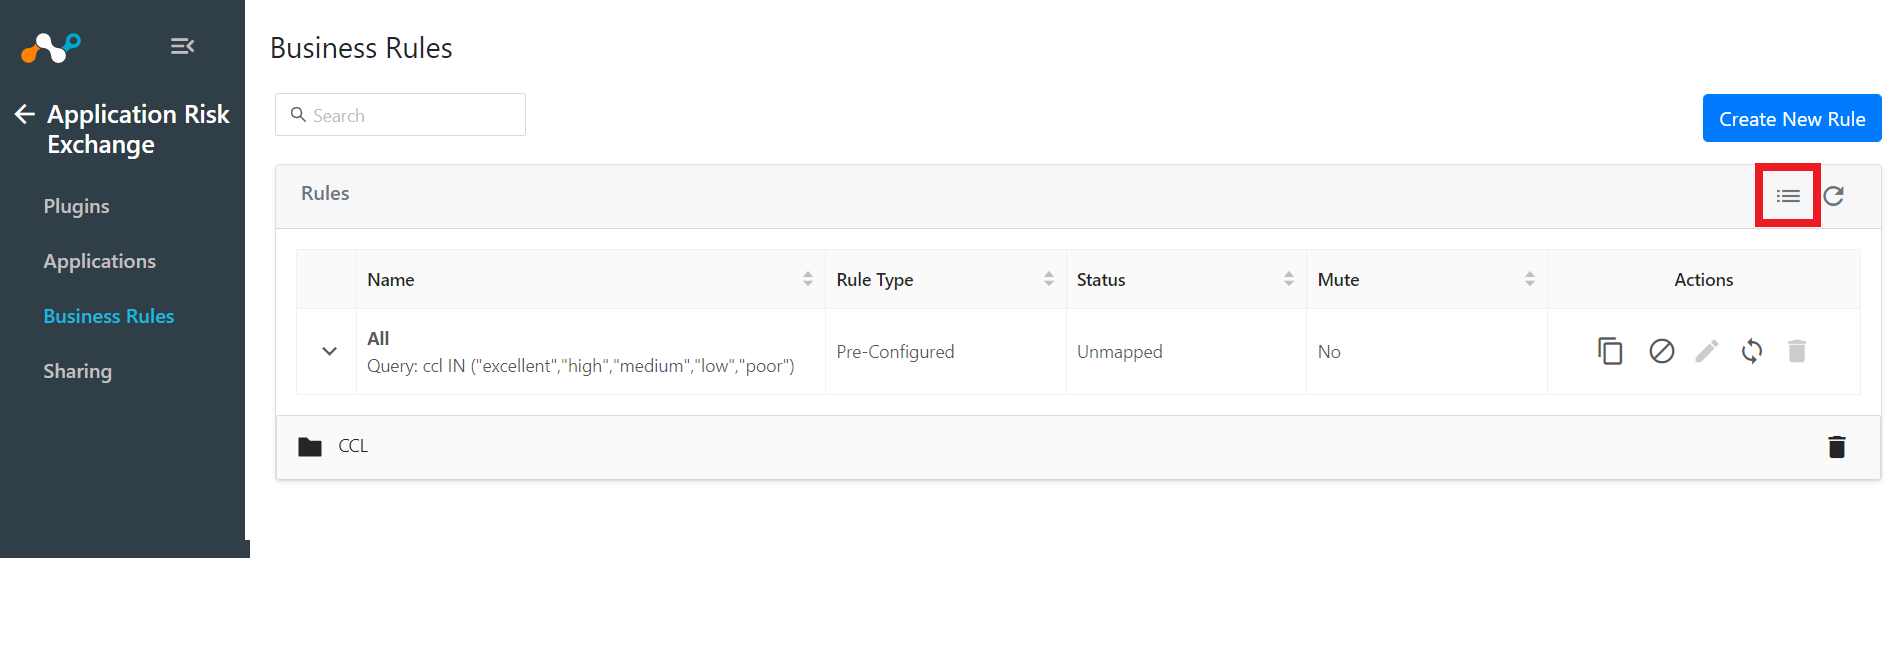 Application Risk
Exchange
Plugins
Applications
Business Rules
Sharing
Business Rules
Search
Create New Rule
Rules
Name
Rule Type
Status
Mute
Actions
All
Query: ccl IN ("excellent","high","medium","low","poor")
Pre-Configured
Unmapped
No
CCL